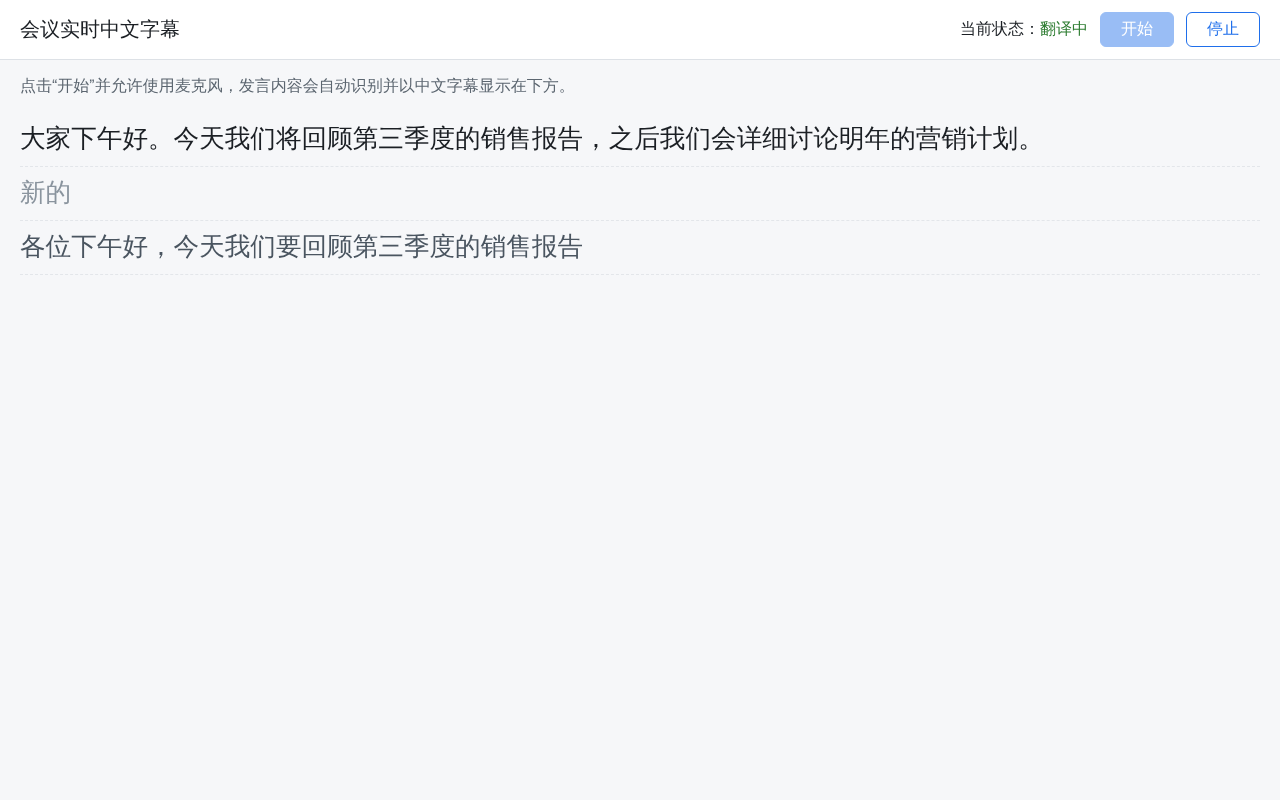 会议实时中文字幕
当前状态：翻译中
开始
停止
点击“开始”并允许使用麦克风，发言内容会自动识别并以中文字幕显示在下方。
大家下午好。今天我们将回顾第三季度的销售报告，之后我们会详细讨论明年的营销计划。
新的
各位下午好，今天我们要回顾第三季度的销售报告